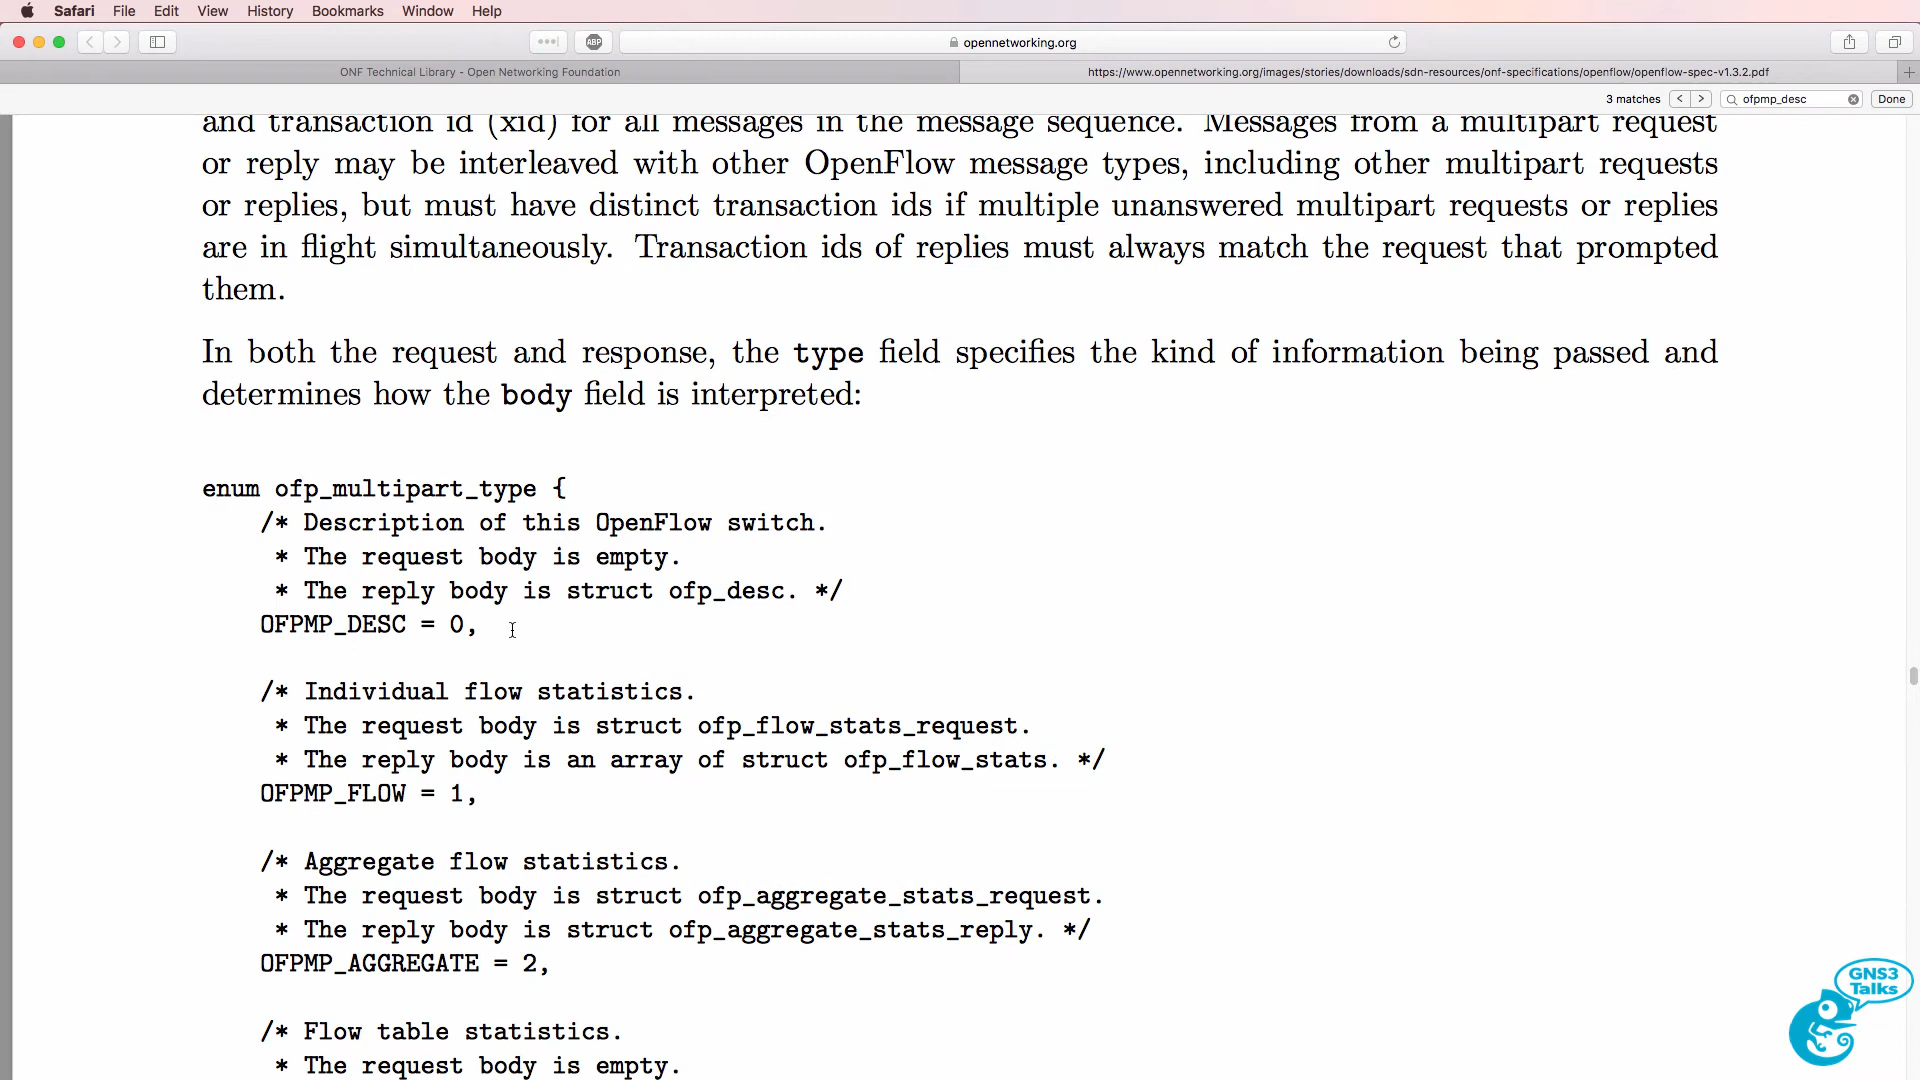 Safari File Edit View History Bookmarks Window Help
ABP
opennetworking.org
ONF Technical Library - Open Networking Foundation
https://www.opennetworking.org/images/stories/downloads/sdn-resources/onf-specifications/openflow/openflow-spec-v1.3.2.pdf
3 matches < > ofpmp_desc Done
and transaction id (xid) for all messages in the message sequence. Messages from a multipart request
or reply may be interleaved with other OpenFlow message types, including other multipart requests
or replies, but must have distinct transaction ids if multiple unanswered multipart requests or replies
are in flight simultaneously. Transaction ids of replies must always match the request that prompted
them.
In both the request and response, the type field specifies the kind of information being passed and
determines how the body field is interpreted:
enum ofp_multipart_type {
/* Description of this OpenFlow switch.
* The request body is empty.
* The reply body is struct ofp_desc. */
OFPMP_DESC = 0,
/* Individual flow statistics.
* The request body is struct ofp_flow_stats_request.
* The reply body is an array of struct ofp_flow_stats. */
OFPMP_FLOW = 1,
/* Aggregate flow statistics.
* The request body is struct ofp_aggregate_stats_request.
* The reply body is struct ofp_aggregate_stats_reply. */
OFPMP_AGGREGATE = 2,
/* Flow table statistics.
* The request body is empty.
GNS3
Talks